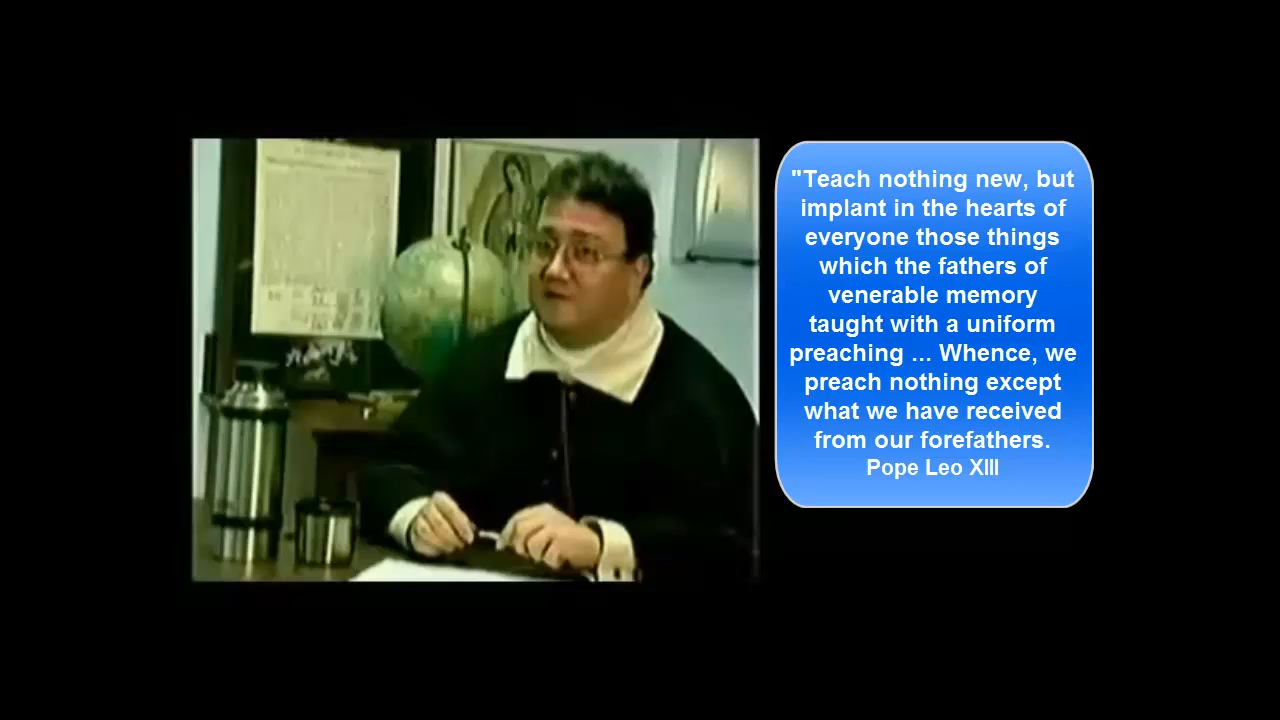 "Teach nothing new, but
implant in the hearts of
everyone those things
which the fathers of
venerable memory
taught with a uniform
preaching ... Whence, we
preach nothing except
what we have received
from our forefathers.
Pope Leo XIII